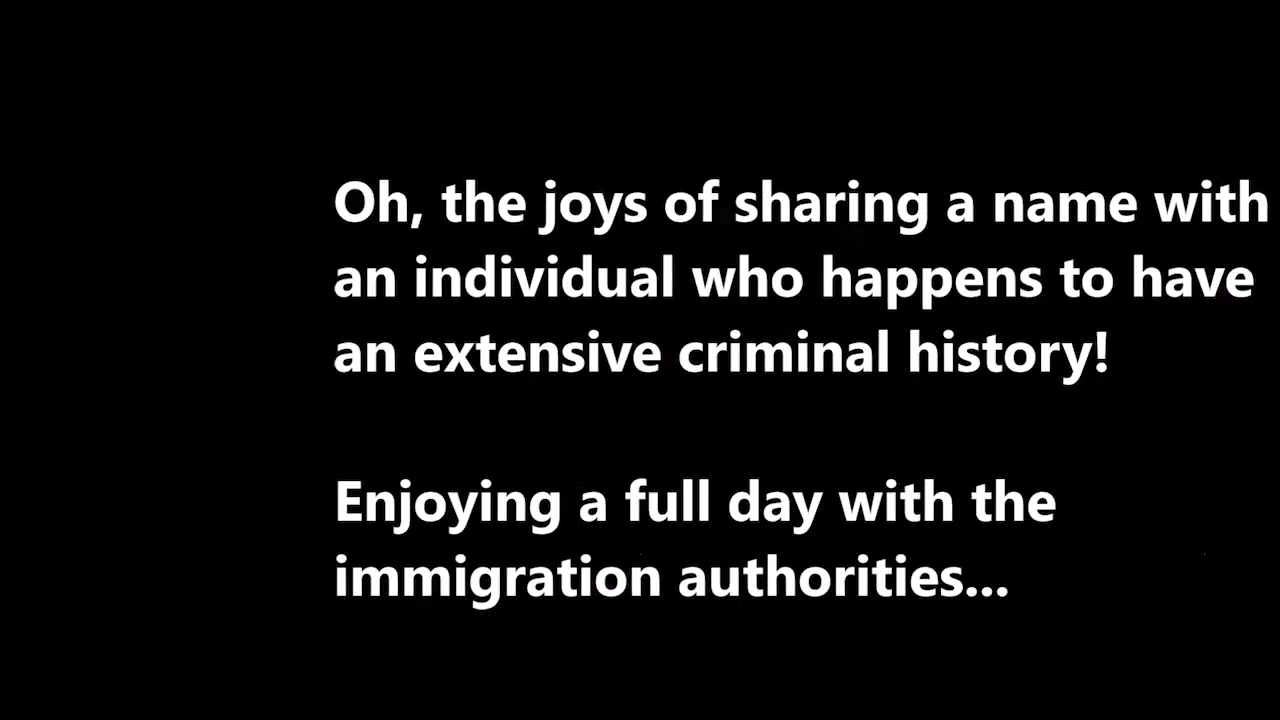 Oh, the joys of sharing a name with
an individual who happens to have
an extensive criminal history!
Enjoying a full day with the
immigration authorities...